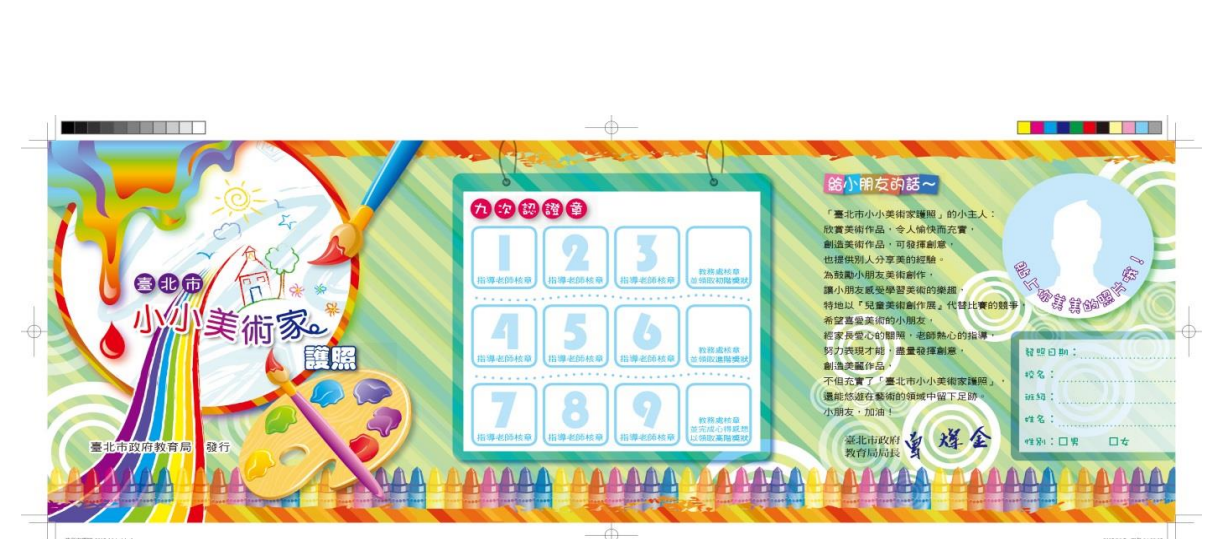 臺北市
小小美術家
護照
臺北市政府教育局 發行
九次認證章
1
指導老師核章
2
指導老師核章
3
指導老師核章
教務處核章
並領取初階獎狀
4
指導老師核章
5
指導老師核章
6
指導老師核章
教務處核章
並領取進階獎狀
7
指導老師核章
8
指導老師核章
9
指導老師核章
教務處核章
並完成心得感想
以領取高階獎狀
給小朋友的話～
「臺北市小小美術家護照」的小主人：
欣賞美術作品，令人愉快而充實，
創造美術作品，可發揮創意，
也提供別人分享美的經驗。
為鼓勵小朋友美術創作，
讓小朋友感受學習美術的樂趣，
特地以「兒童美術創作展」代替比賽的競爭，
希望喜愛美術的小朋友，
經家長愛心的關照，老師熱心的指導，
努力表現才能，盡量發揮創意，
創造美麗作品，
不但充實了「臺北市小小美術家護照」，
還能悠遊在藝術的領域中留下足跡。
小朋友，加油！
臺北市政府
教育局局長
曾燦金
貼上你美美的照片哦！
發照日期：
校名：
班級：
姓名：
性別：□男 □女